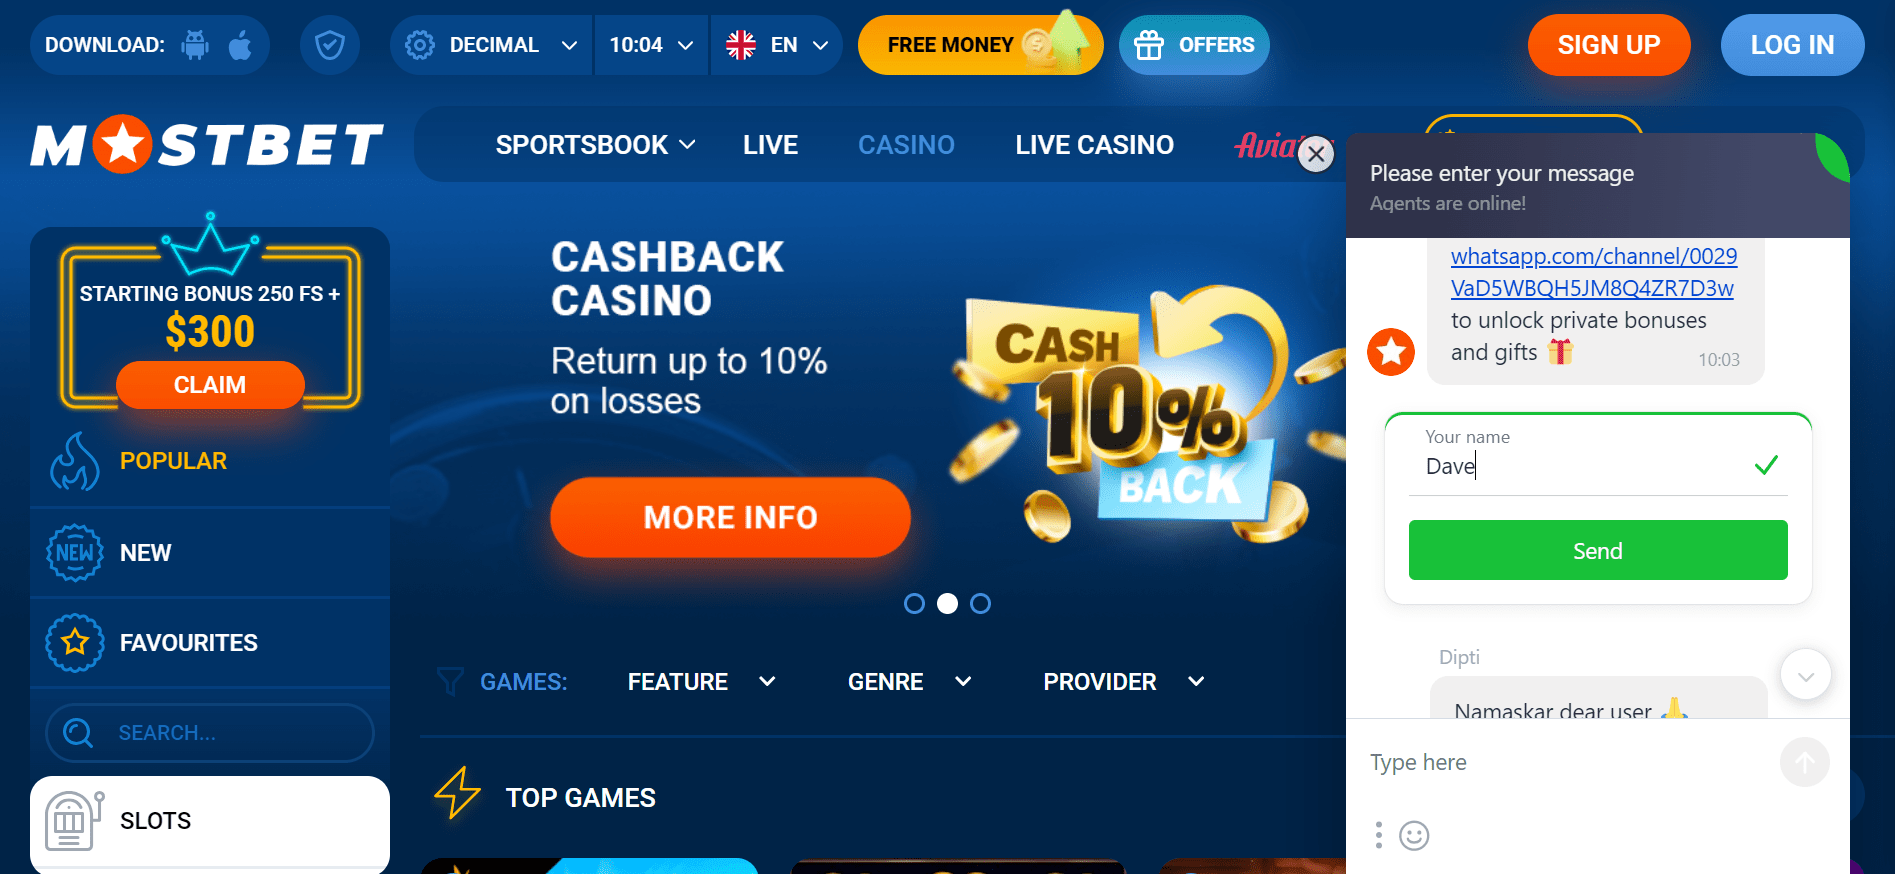 DOWNLOAD:
DECIMAL
10:04
EN
FREE MONEY
OFFERS
SIGN UP
LOG IN
MOSTBET
SPORTSBOOK
LIVE
CASINO
LIVE CASINO
STARTING BONUS 250 FS +
$300
CLAIM
POPULAR
NEW
NEW
FAVOURITES
SEARCH...
SLOTS
CASHBACK
CASINO
Return up to 10%
on losses
MORE INFO
CASH
10%
BACK
GAMES:
FEATURE
GENRE
PROVIDER
TOP GAMES
Please enter your message
Agents are online!
whatsapp.com/channel/0029
VaD5WBQH5JM8Q4ZR7D3w
to unlock private bonuses
and gifts 🎁
10:03
Your name
Dave
Send
Dipti
Namaskar dear user 🙏
Type here